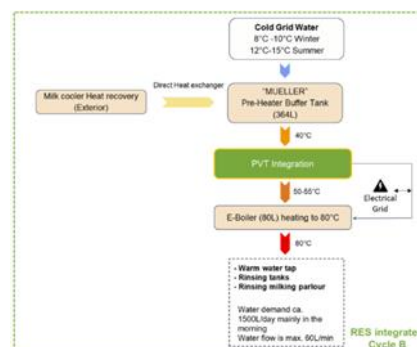 Cold Grid Water
8°C -10°C Winter
12°C-15°C Summer
Direct Heat exchanger
Milk cooler Heat recovery
(Exterior)
"MUELLER"
Pre-Heater Buffer Tank
(364L)
40°C
PVT Integration
50-55°C
Electrical
Grid
E-Boiler (80L) heating to 80°C
80°C
- Warm water tap
- Rinsing tanks
- Rinsing milking parlour
Water demand ca.
1500L/day mainly in the
morning
Water flow is max. 60L/min
RES integrate
Cycle B